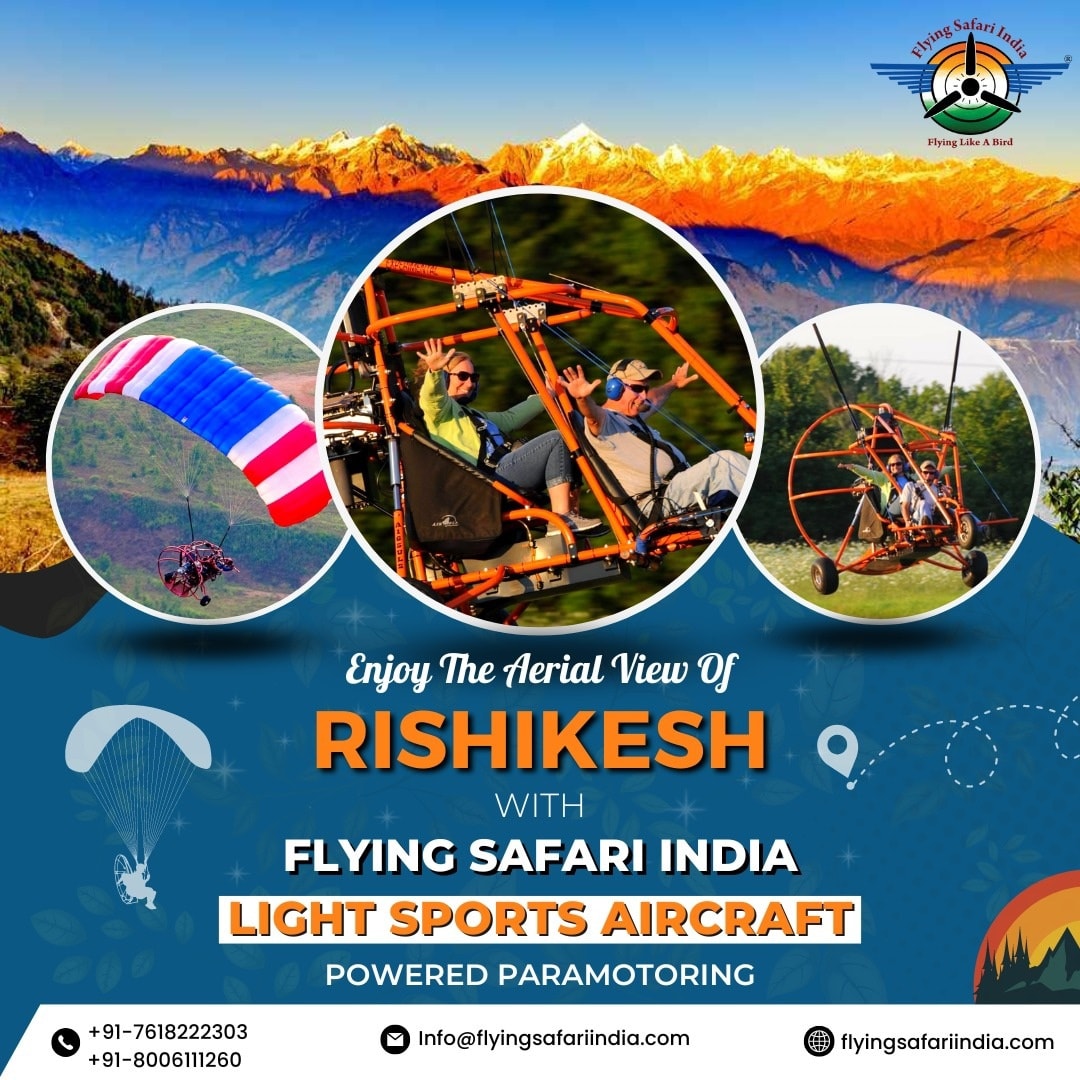 Flying Safari India
®
Flying Like A Bird
EXPERIMENTAL
Enjoy The Aerial View Of
RISHIKESH
WITH
FLYING SAFARI INDIA
LIGHT SPORTS AIRCRAFT
POWERED PARAMOTORING
+91-7618222303
+91-8006111260
Info@flyingsafariindia.com
flyingsafariindia.com